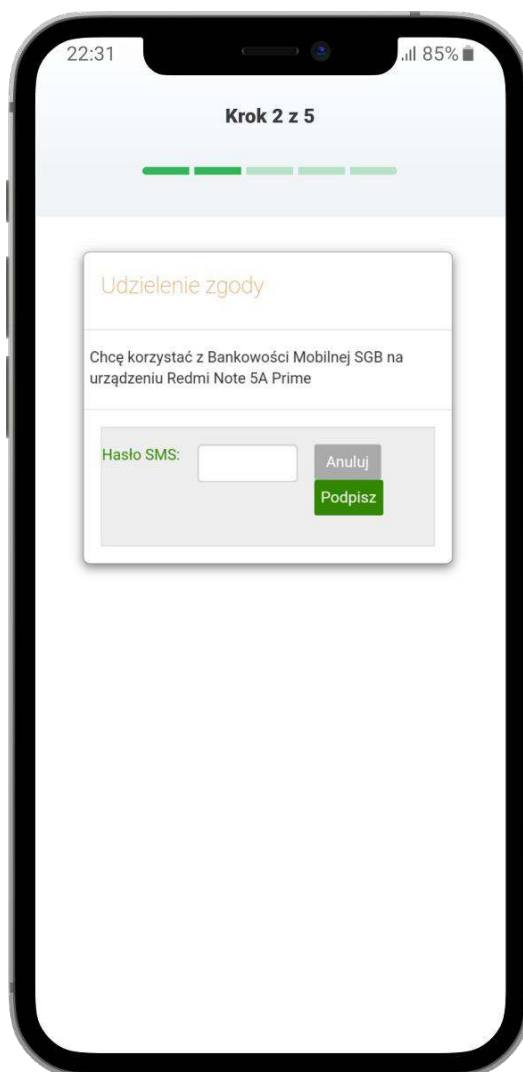 22:31 85%
Krok 2 z 5
Udzielenie zgody
Chcę korzystać z Bankowości Mobilnej SGB na
urządzeniu Redmi Note 5A Prime
Hasło SMS: Anuluj
Podpisz